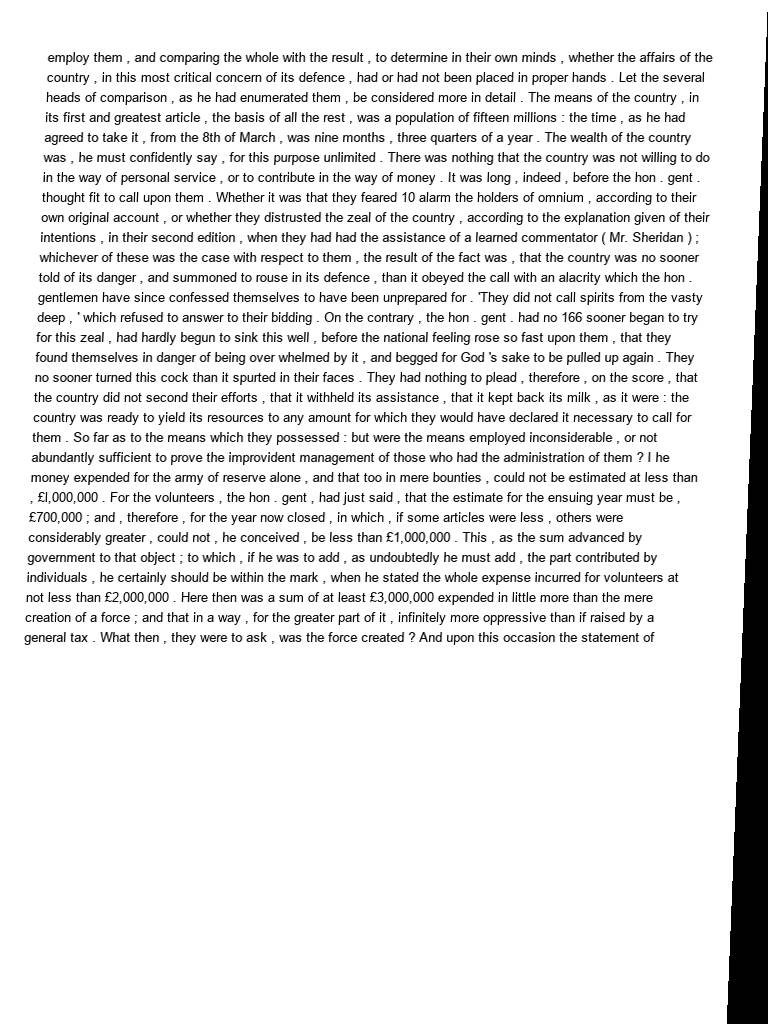 employ them , and comparing the whole with the result , to determine in their own minds , whether the affairs of the
country , in this most critical concern of its defence , had or had not been placed in proper hands . Let the several
heads of comparison , as he had enumerated them , be considered more in detail . The means of the country , in
its first and greatest article , the basis of all the rest , was a population of fifteen millions : the time , as he had
agreed to take it , from the 8th of March , was nine months , three quarters of a year . The wealth of the country
was , he must confidently say , for this purpose unlimited . There was nothing that the country was not willing to do
in the way of personal service , or to contribute in the way of money . It was long , indeed , before the hon . gent .
thought fit to call upon them . Whether it was that they feared 10 alarm the holders of omnium , according to their
own original account , or whether they distrusted the zeal of the country , according to the explanation given of their
intentions , in their second edition , when they had had the assistance of a learned commentator ( Mr. Sheridan ) ;
whichever of these was the case with respect to them , the result of the fact was , that the country was no sooner
told of its danger , and summoned to rouse in its defence , than it obeyed the call with an alacrity which the hon .
gentlemen have since confessed themselves to have been unprepared for . 'They did not call spirits from the vasty
deep , ' which refused to answer to their bidding . On the contrary , the hon . gent . had no 166 sooner began to try
for this zeal , had hardly begun to sink this well , before the national feeling rose so fast upon them , that they
found themselves in danger of being over whelmed by it , and begged for God 's sake to be pulled up again . They
no sooner turned this cock than it spurted in their faces . They had nothing to plead , therefore , on the score , that
the country did not second their efforts , that it withheld its assistance , that it kept back its milk , as it were : the
country was ready to yield its resources to any amount for which they would have declared it necessary to call for
them . So far as to the means which they possessed : but were the means employed inconsiderable , or not
abundantly sufficient to prove the improvident management of those who had the administration of them ? I he
money expended for the army of reserve alone , and that too in mere bounties , could not be estimated at less than
, £l,000,000 . For the volunteers , the hon . gent , had just said , that the estimate for the ensuing year must be ,
£700,000 ; and , therefore , for the year now closed , in which , if some articles were less , others were
considerably greater , could not , he conceived , be less than £1,000,000 . This , as the sum advanced by
government to that object ; to which , if he was to add , as undoubtedly he must add , the part contributed by
individuals , he certainly should be within the mark , when he stated the whole expense incurred for volunteers at
not less than £2,000,000 . Here then was a sum of at least £3,000,000 expended in little more than the mere
creation of a force ; and that in a way , for the greater part of it , infinitely more oppressive than if raised by a
general tax . What then , they were to ask , was the force created ? And upon this occasion the statement of